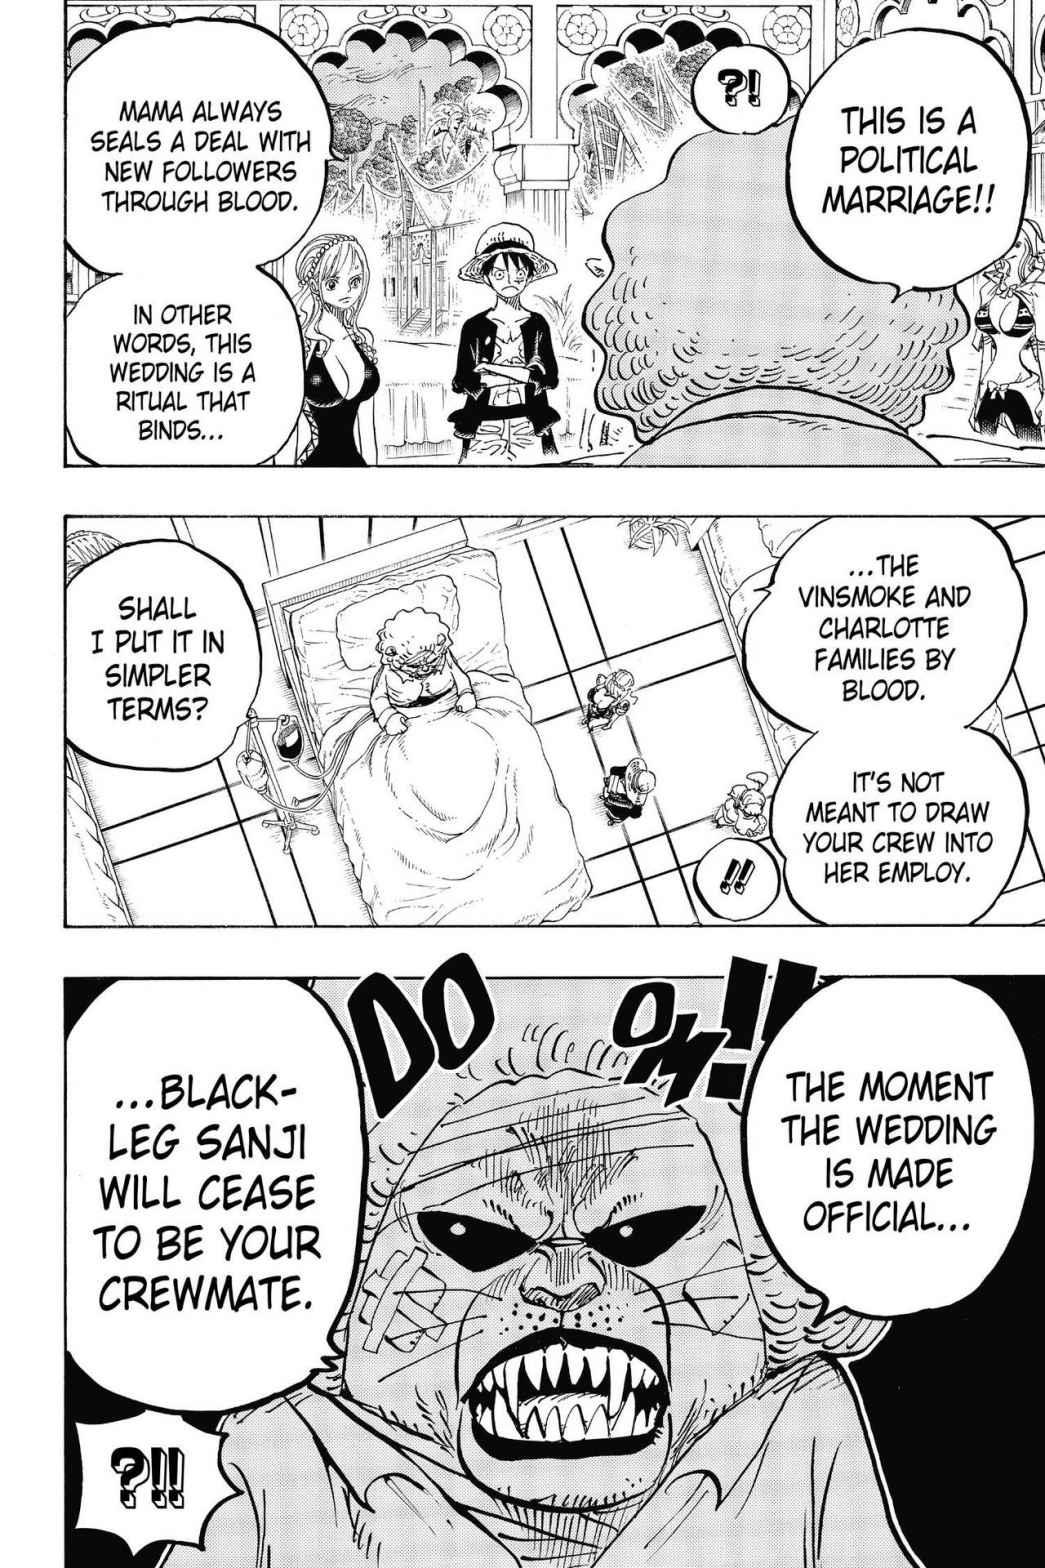 THIS IS A
POLITICAL
MARRIAGE!!
?!
MAMA ALWAYS
SEALS A DEAL WITH
NEW FOLLOWERS
THROUGH BLOOD.
IN OTHER
WORDS, THIS
WEDDING IS A
RITUAL THAT
BINDS...
...THE
VINSMOKE AND
CHARLOTTE
FAMILIES BY
BLOOD.
IT'S NOT
MEANT TO DRAW
YOUR CREW INTO
HER EMPLOY.
!!
SHALL
I PUT IT IN
SIMPLER
TERMS?
THE MOMENT
THE WEDDING
IS MADE
OFFICIAL...
DOOM!!
...BLACK-
LEG SANJI
WILL CEASE
TO BE YOUR
CREWMATE.
?!!